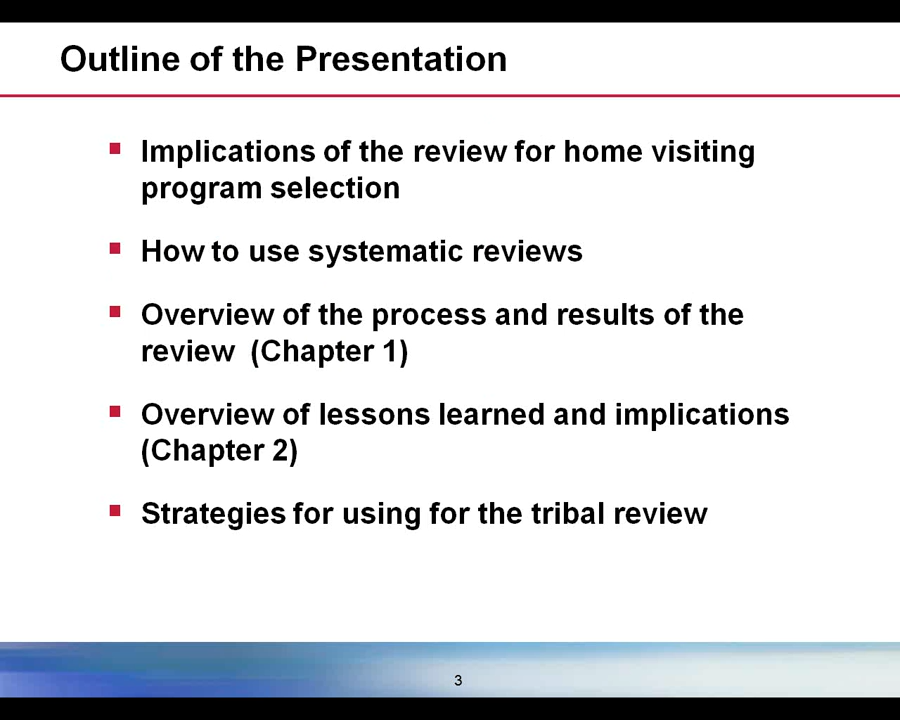 Outline of the Presentation
Implications of the review for home visiting
program selection
How to use systematic reviews
Overview of the process and results of the
review (Chapter 1)
Overview of lessons learned and implications
(Chapter 2)
Strategies for using for the tribal review
3